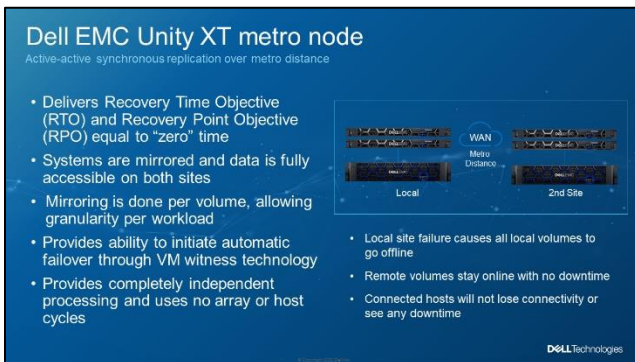 Dell EMC Unity XT metro node
Active-active synchronous replication over metro distance
• Delivers Recovery Time Objective
(RTO) and Recovery Point Objective
(RPO) equal to “zero” time
• Systems are mirrored and data is fully
accessible on both sites
• Mirroring is done per volume, allowing
granularity per workload
• Provides ability to initiate automatic
failover through VM witness technology
• Provides completely independent
processing and uses no array or host
cycles
WAN
Metro
Distance
Local
2nd Site
• Local site failure causes all local volumes to
go offline
• Remote volumes stay online with no downtime
• Connected hosts will not lose connectivity or
see any downtime
DELLTechnologies